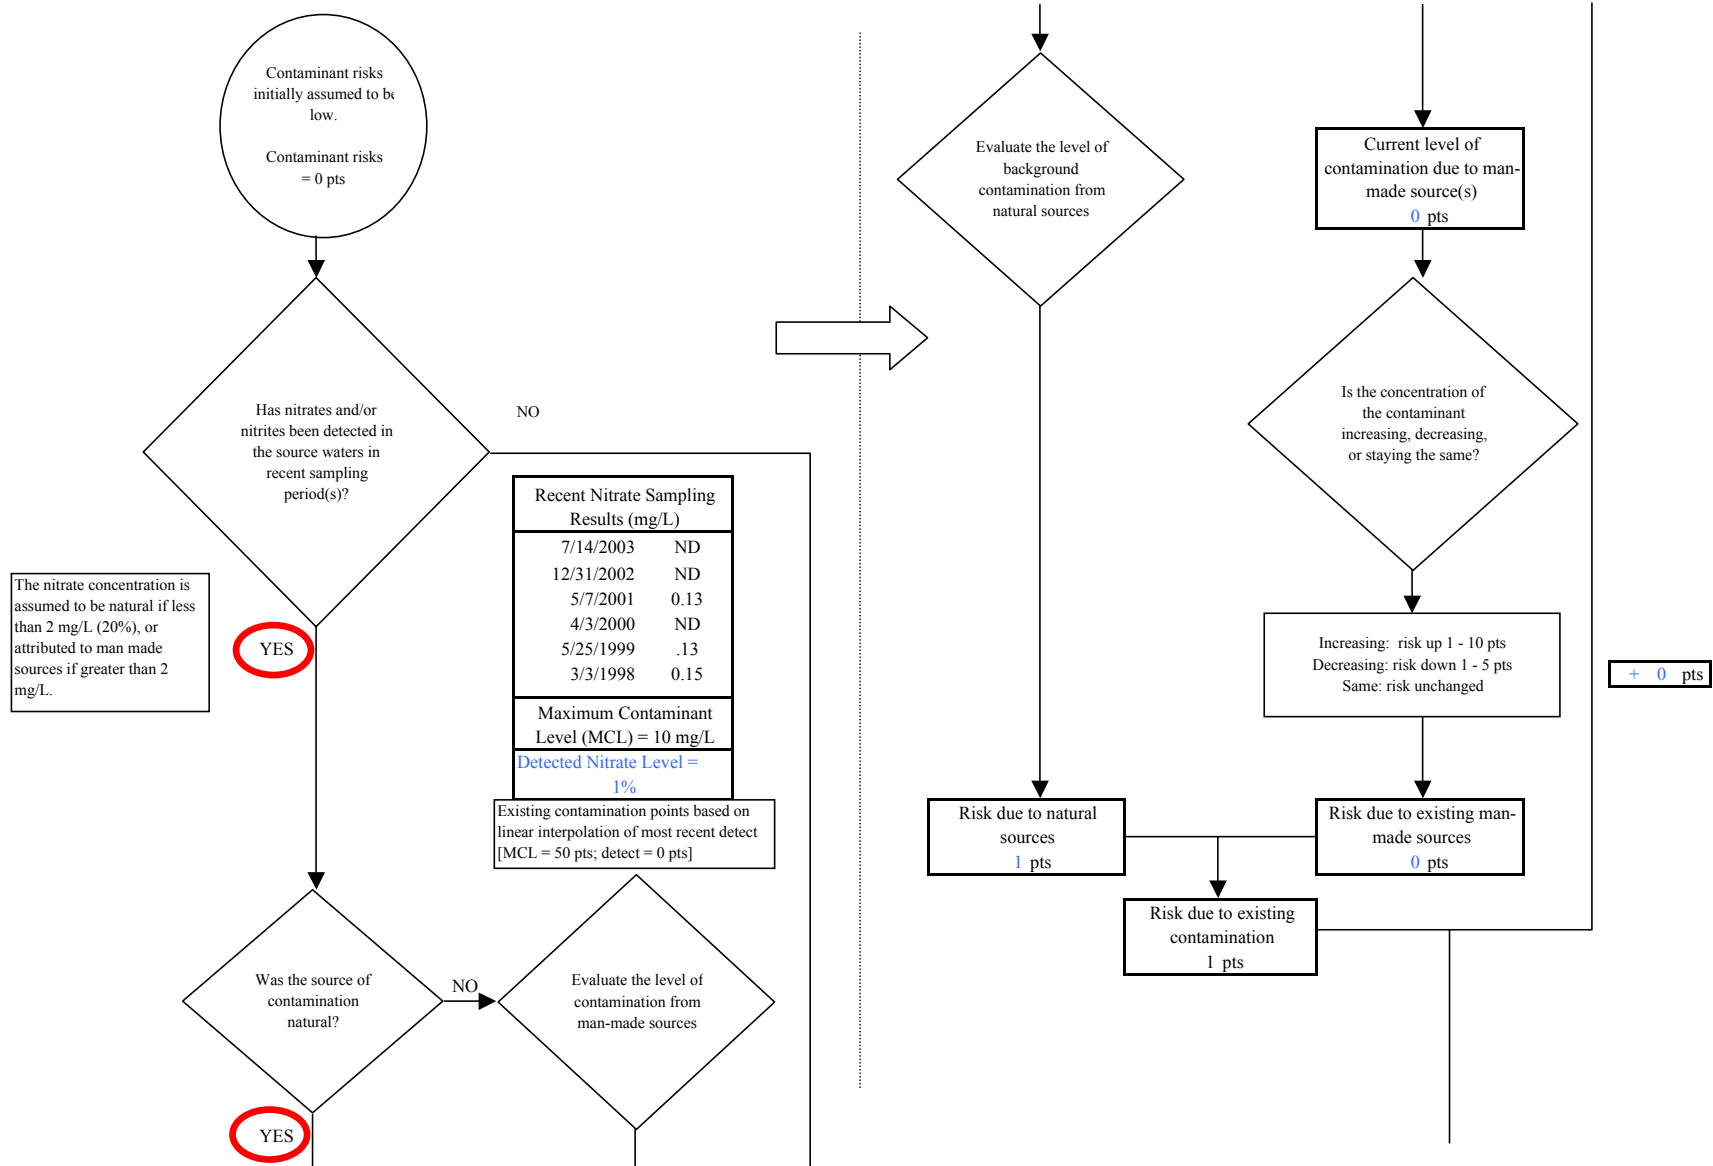 Contaminant risks
initially assumed to be
low.
Contaminant risks
= 0 pts
Has nitrates and/or
nitrites been detected in
the source waters in
recent sampling
period(s)?
NO
The nitrate concentration is
assumed to be natural if less
than 2 mg/L (20%), or
attributed to man made
sources if greater than 2
mg/L.
YES
Recent Nitrate Sampling
Results (mg/L)
7/14/2003 ND
12/31/2002 ND
5/7/2001 0.13
4/3/2000 ND
5/25/1999 .13
3/3/1998 0.15
Maximum Contaminant
Level (MCL) = 10 mg/L
Detected Nitrate Level =
1%
Existing contamination points based on
linear interpolation of most recent detect
[MCL = 50 pts; detect = 0 pts]
Was the source of
contamination
natural?
NO
Evaluate the level of
contamination from
man-made sources
YES
Evaluate the level of
background
contamination from
natural sources
Current level of
contamination due to man-
made source(s)
0 pts
Is the concentration of
the contaminant
increasing, decreasing,
or staying the same?
Increasing: risk up 1 - 10 pts
Decreasing: risk down 1 - 5 pts
Same: risk unchanged
+ 0 pts
Risk due to natural
sources
1 pts
Risk due to existing man-
made sources
0 pts
Risk due to existing
contamination
1 pts